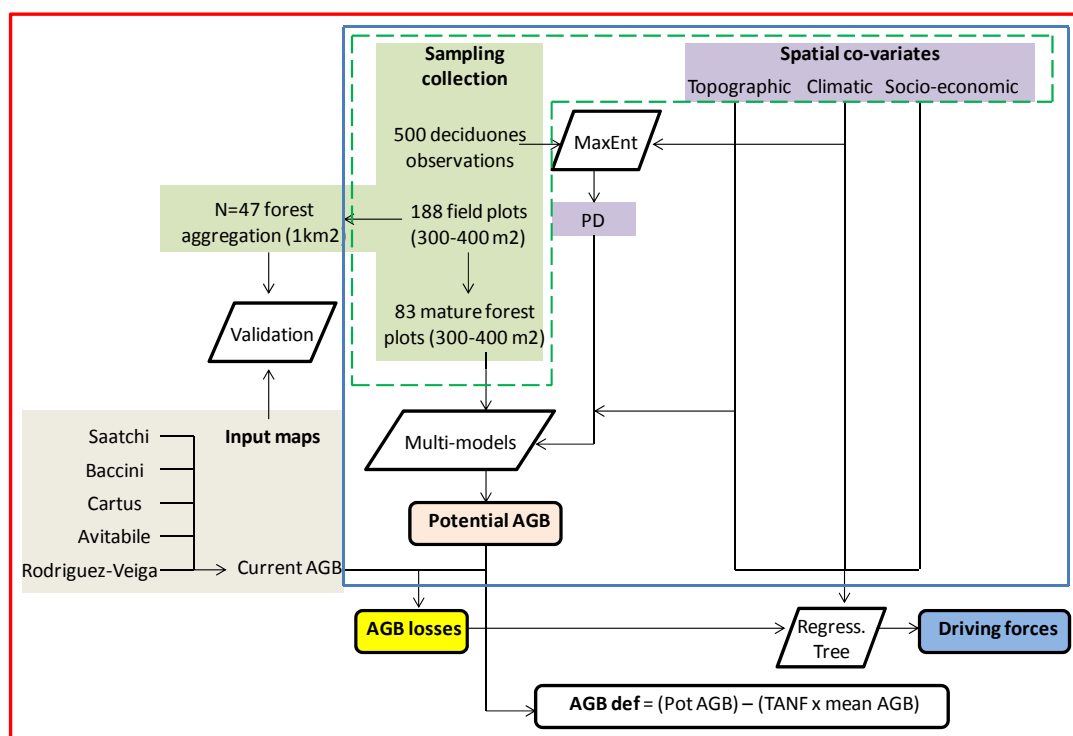 Sampling
collection
Spatial co-variates
Topographic Climatic Socio-economic
500 deciduones
observations
MaxEnt
N=47 forest
aggregation (1km2)
188 field plots
(300-400 m2)
PD
83 mature forest
plots (300-400 m2)
Validation
Input maps
Saatchi
Baccini
Cartus
Avitabile
Rodriguez-Veiga
Current AGB
Multi-models
Potential AGB
AGB losses
Regress.
Tree
Driving forces
AGB def = (Pot AGB) – (TANF x mean AGB)